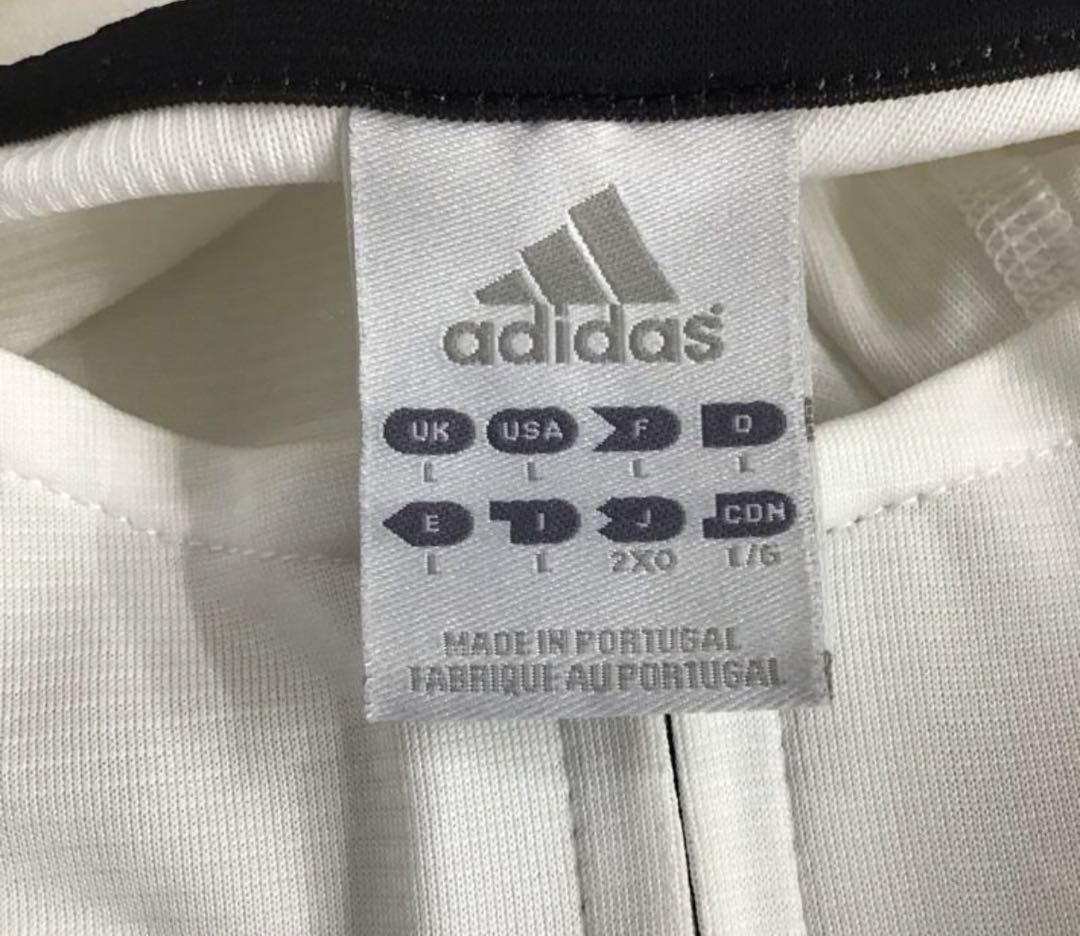 adidas
UK USA F D
L L L L
E I J CDN
L L 2XO L/G
MADE IN PORTUGAL
FABRIQUE AU PORTUGAL